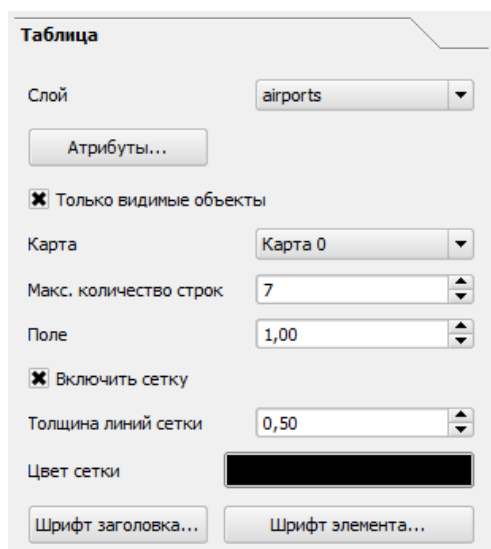 Таблица
Слой airports
Атрибуты...
Только видимые объекты
Карта Карта 0
Макс. количество строк 7
Поле 1,00
Включить сетку
Толщина линий сетки 0,50
Цвет сетки
Шрифт заголовка... Шрифт элемента...